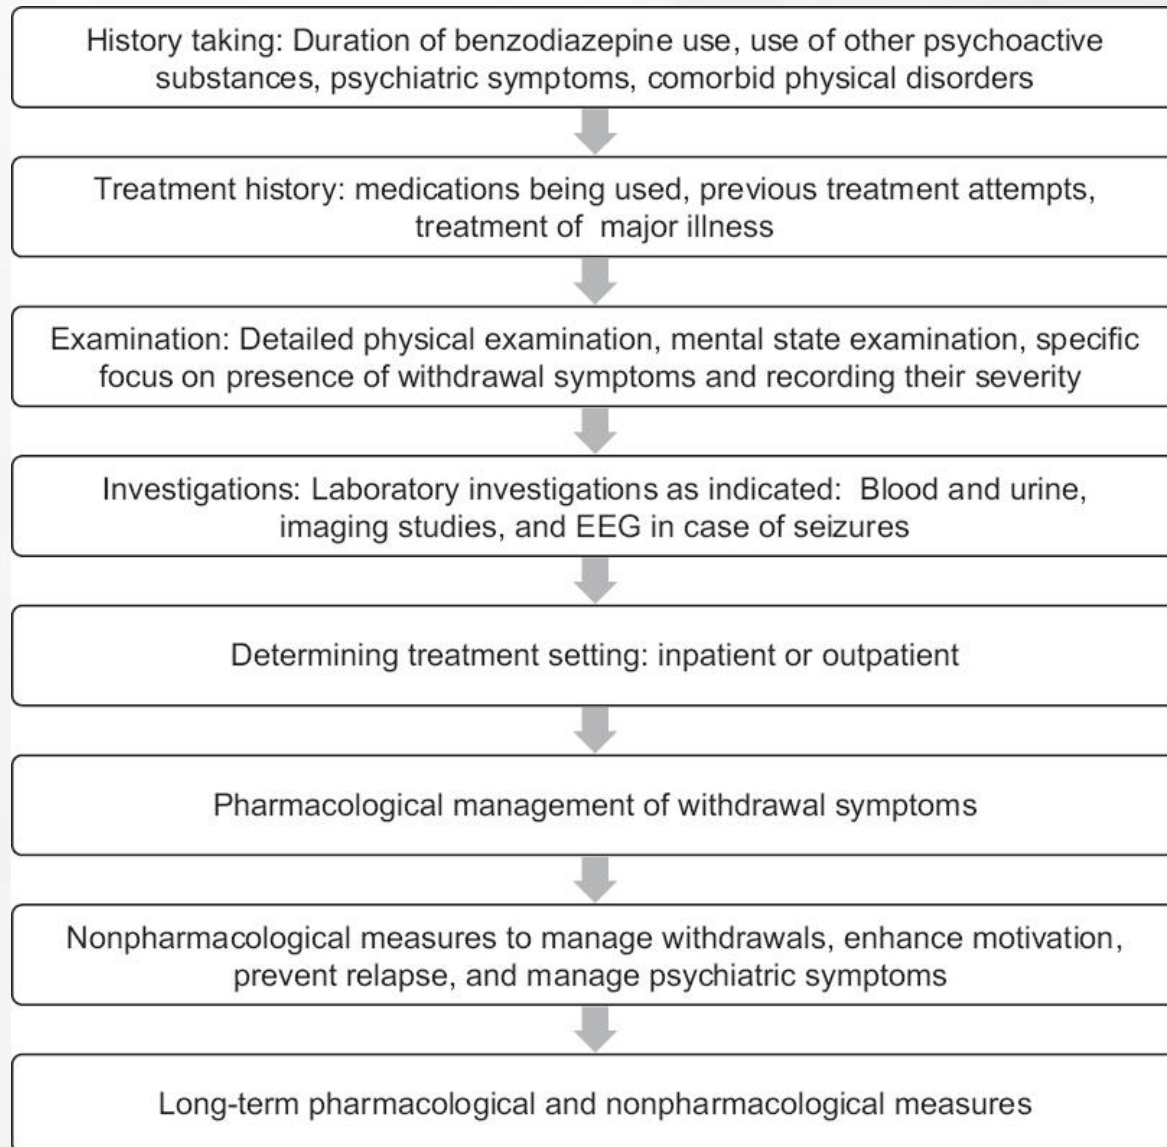 History taking: Duration of benzodiazepine use, use of other psychoactive
substances, psychiatric symptoms, comorbid physical disorders
Treatment history: medications being used, previous treatment attempts,
treatment of major illness
Examination: Detailed physical examination, mental state examination, specific
focus on presence of withdrawal symptoms and recording their severity
Investigations: Laboratory investigations as indicated: Blood and urine,
imaging studies, and EEG in case of seizures
Determining treatment setting: inpatient or outpatient
Pharmacological management of withdrawal symptoms
Nonpharmacological measures to manage withdrawals, enhance motivation,
prevent relapse, and manage psychiatric symptoms
Long-term pharmacological and nonpharmacological measures